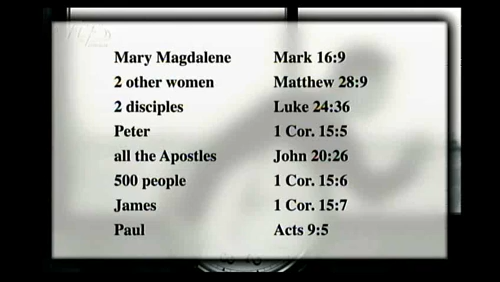 Mary Magdalene Mark 16:9
2 other women Matthew 28:9
2 disciples Luke 24:36
Peter 1 Cor. 15:5
all the Apostles John 20:26
500 people 1 Cor. 15:6
James 1 Cor. 15:7
Paul Acts 9:5